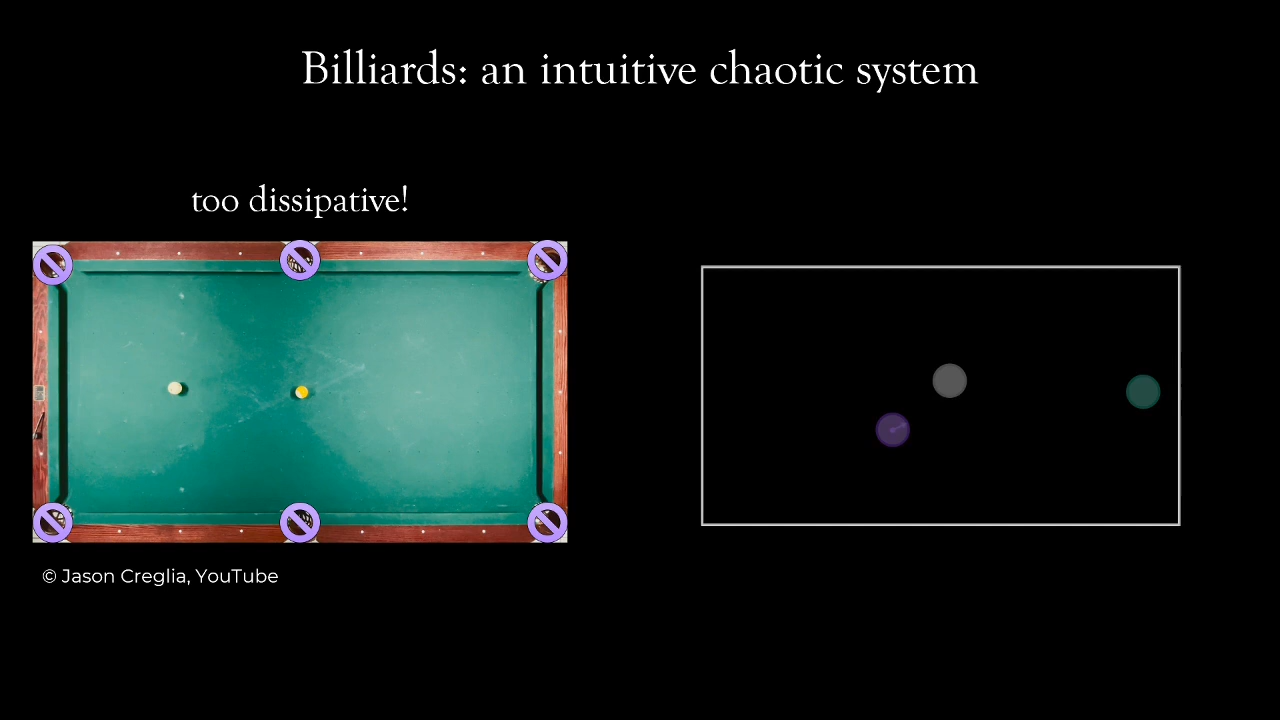 Billiards: an intuitive chaotic system
too dissipative!
© Jason Creglia, YouTube